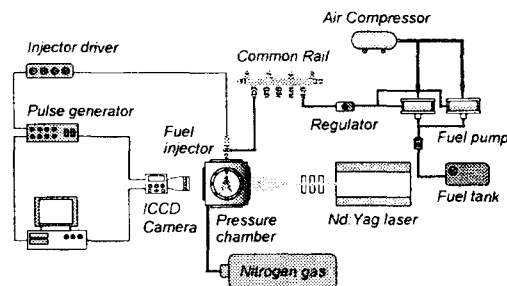 Air Compressor
Injector driver
Common Rail
Pulse generator
Fuel
injector
Regulator
Fuel pump
ICCD
Camera
Pressure
chamber
Nd:Yag laser
Fuel tank
Nitrogen gas